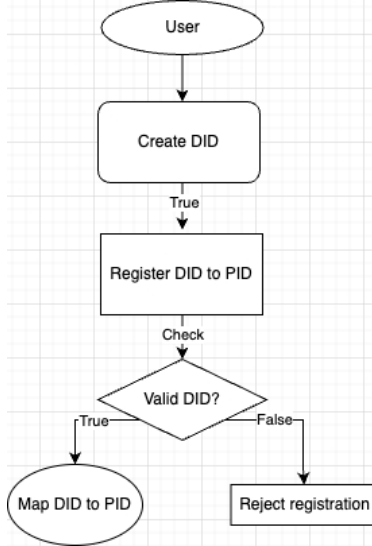 User
Create DID
True
Register DID to PID
Check
Valid DID?
True
False
Map DID to PID
Reject registration